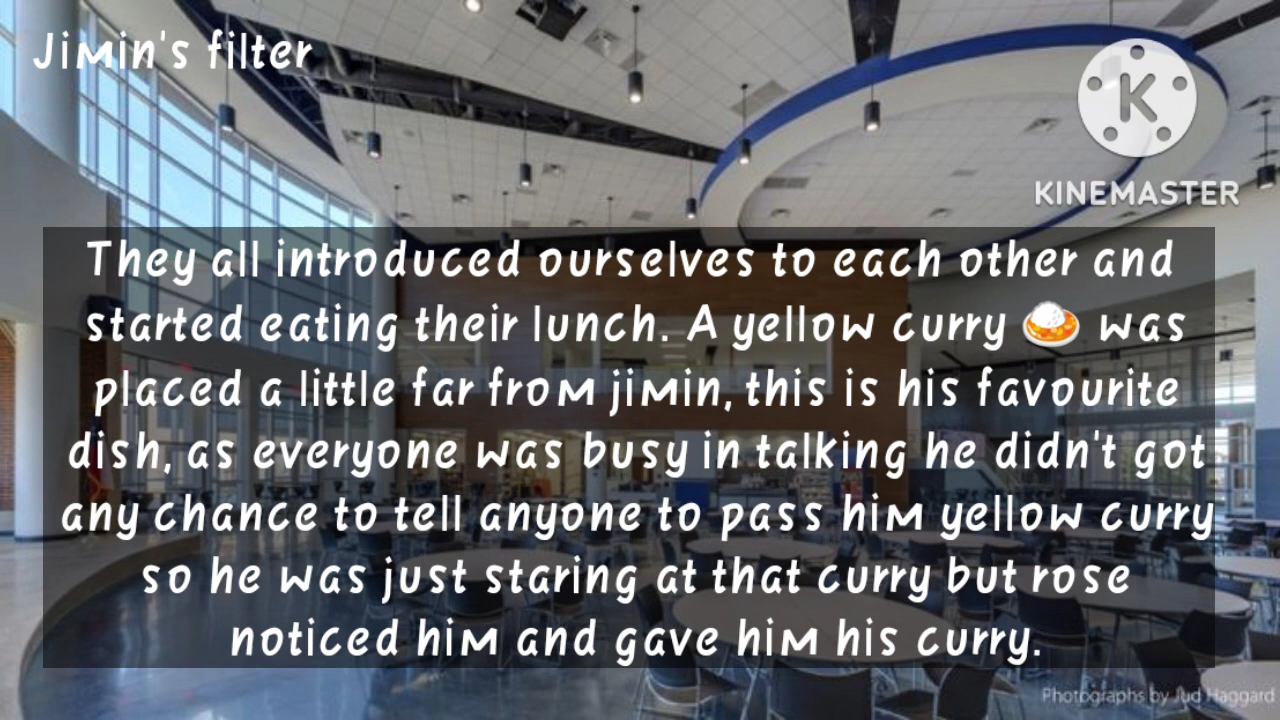 Jimin's filter
K
KINEMASTER
They all introduced ourselves to each other and
started eating their lunch. A yellow curry 🍛 was
placed a little far from jimin, this is his favourite
dish, as everyone was busy in talking he didn't got
any chance to tell anyone to pass him yellow curry
so he was just staring at that curry but rose
noticed him and gave him his curry.
Photographs by Jud Haggard